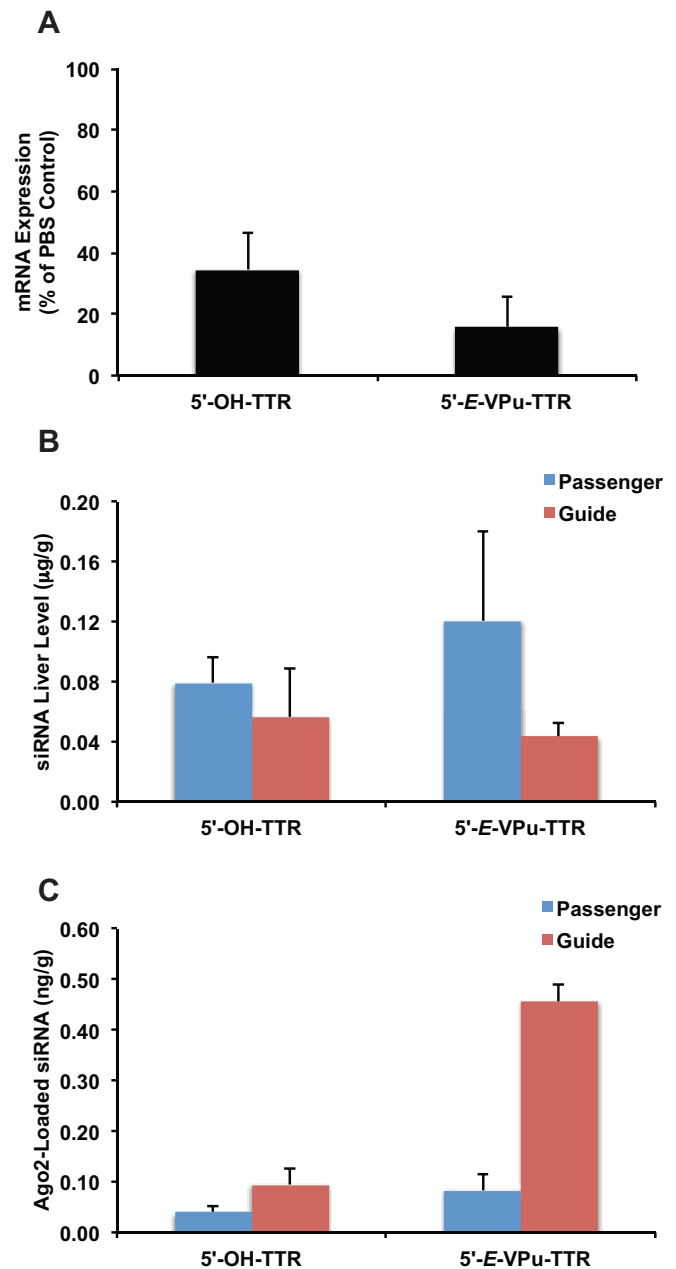 A
mRNA Expression
(% of PBS Control)
100
80
60
40
20
0
5'-OH-TTR
5'-E-VPu-TTR
B
Passenger
Guide
siRNA Liver Level (µg/g)
0.20
0.16
0.12
0.08
0.04
0.00
5'-OH-TTR
5'-E-VPu-TTR
C
Passenger
Guide
Ago2-Loaded siRNA (ng/g)
0.60
0.50
0.40
0.30
0.20
0.10
0.00
5'-OH-TTR
5'-E-VPu-TTR